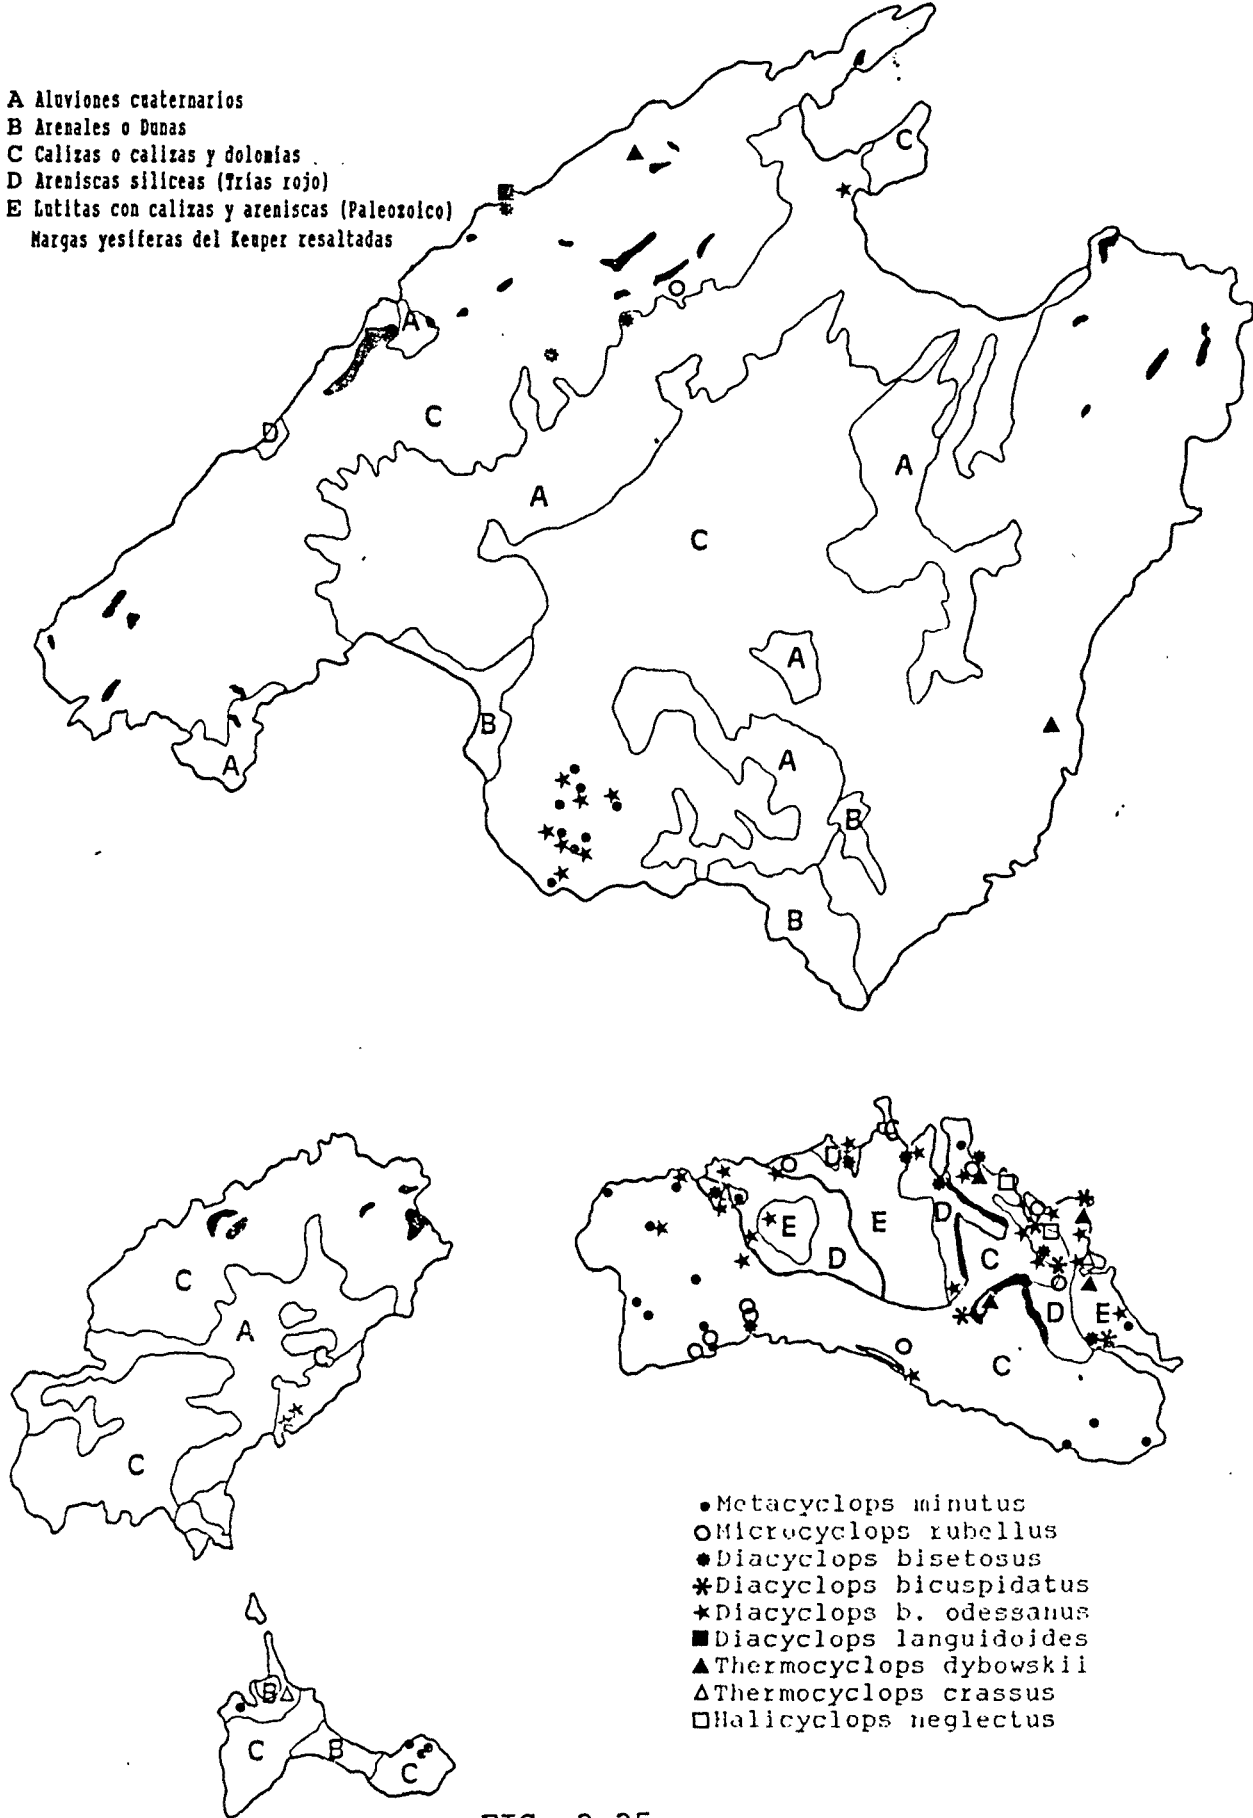 A Aluviones cuaternarios
B Arenales o Dunas
C Calizas o calizas y dolomias
D Areniscas siliceas (Trias rojo)
E Lutitas con calizas y areniscas (Paleozoico)
Margas yesiferas del Keuper resaltadas
C
A
C
D
A
A
C
A
B
A
A
B
B
D
E
E
D
D
C
C
A
D
E
C
C
Metacyclops minutus
Microcyclops rubellus
Diacyclops bisetosus
Diacyclops bicuspidatus
Diacyclops b. odessanus
Diacyclops languidoides
Thermocyclops dybowskii
Thermocyclops crassus
Halicyclops neglectus
B
C
B
C